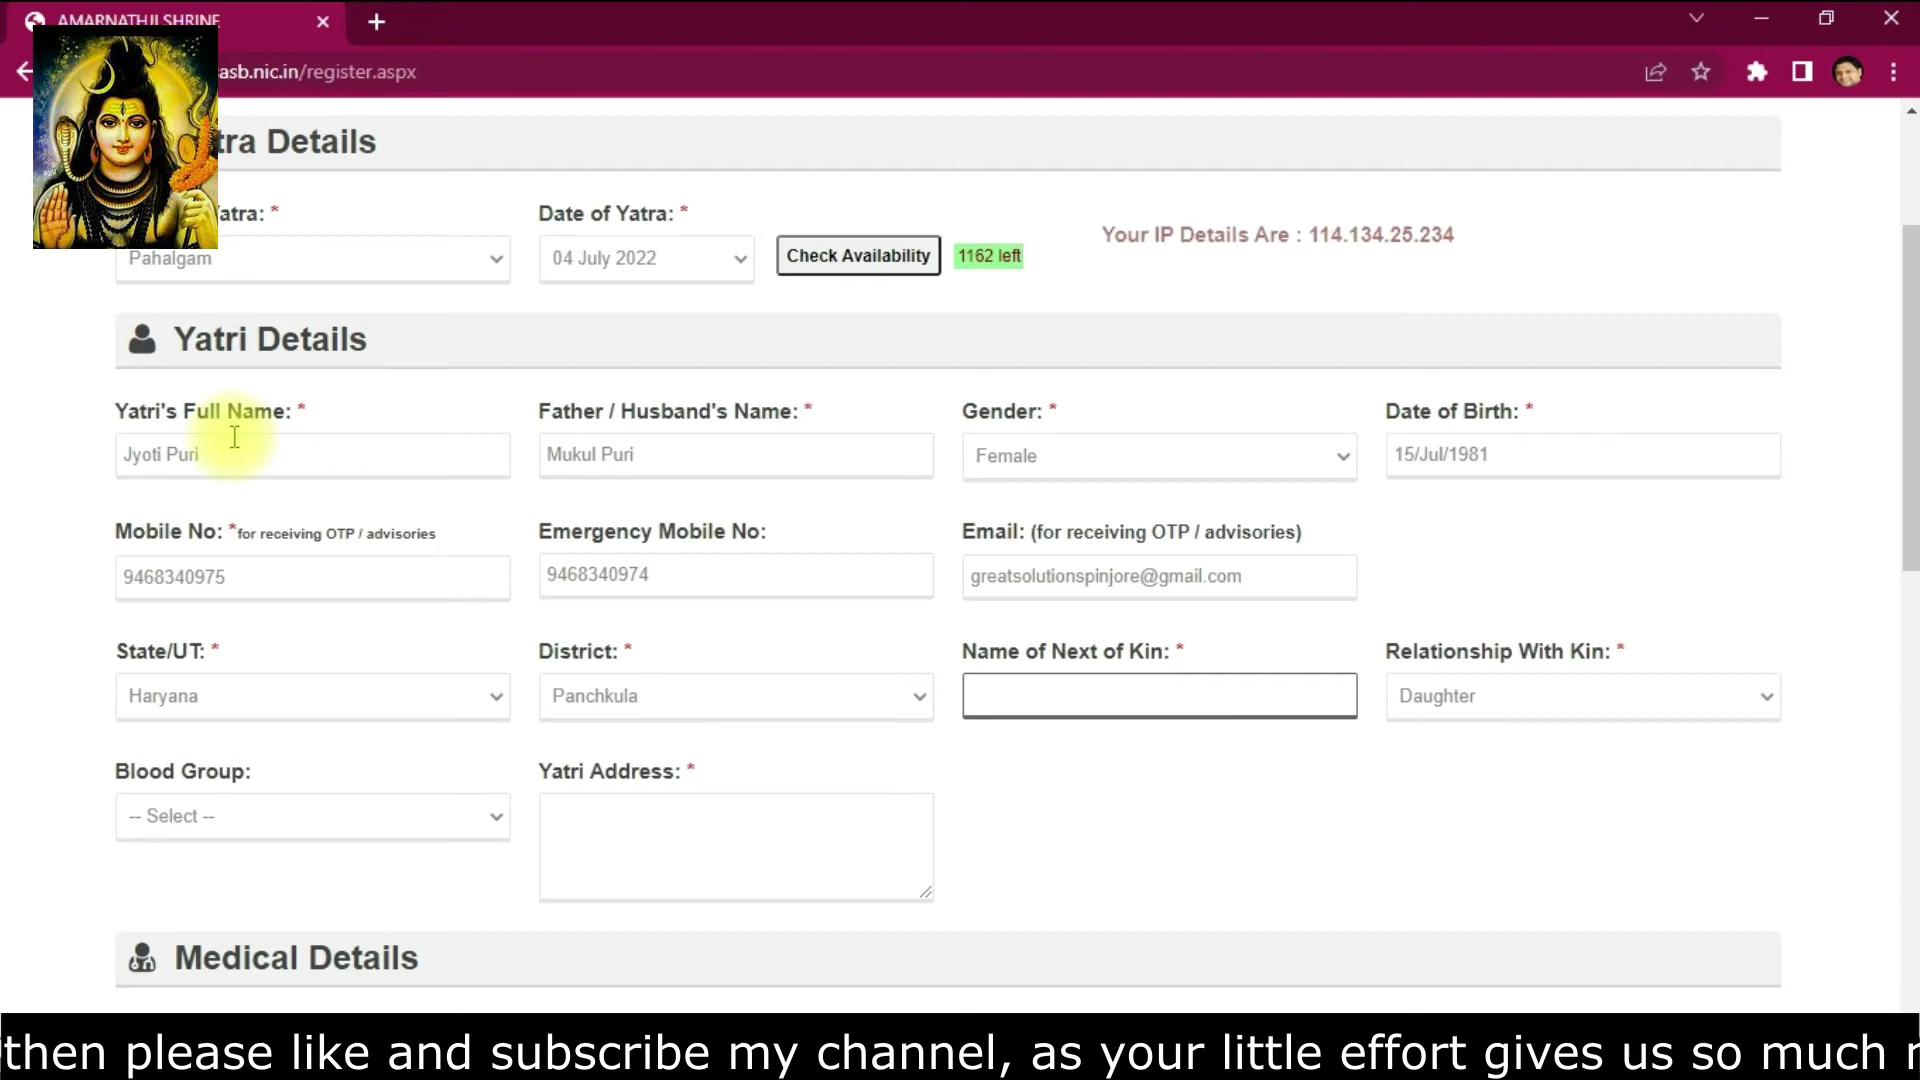 AMARNATHJI SHRINE
asb.nic.in/register.aspx
tra Details
atra: *
Date of Yatra: *
Your IP Details Are : 114.134.25.234
Pahalgam
04 July 2022
Check Availability
1162 left
Yatri Details
Yatri's Full Name: *
Father / Husband's Name: *
Gender: *
Date of Birth: *
Jyoti Puri
Mukul Puri
Female
15/Jul/1981
Mobile No: *for receiving OTP / advisories
Emergency Mobile No:
Email: (for receiving OTP / advisories)
9468340975
9468340974
greatsolutionspinjore@gmail.com
State/UT: *
District: *
Name of Next of Kin: *
Relationship With Kin: *
Haryana
Panchkula
Daughter
Blood Group:
Yatri Address: *
-- Select --
Medical Details
then please like and subscribe my channel, as your little effort gives us so much